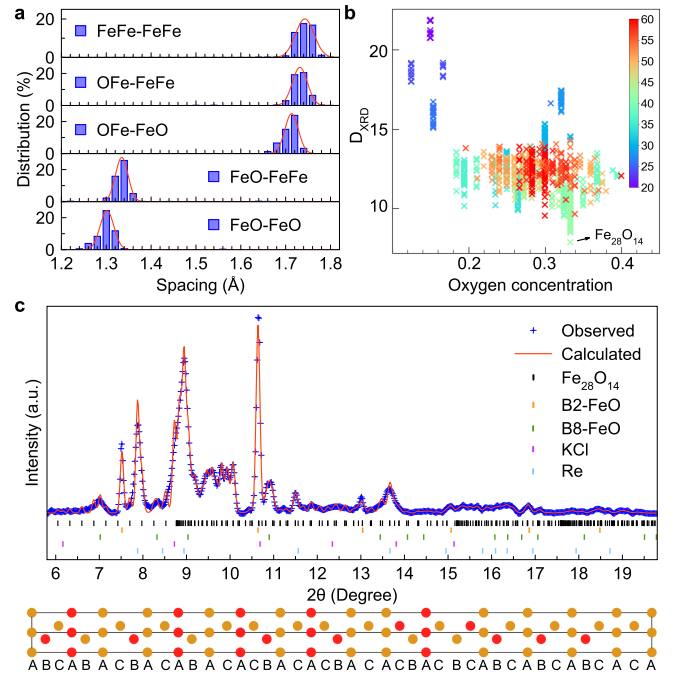 a
FeFe-FeFe
OFe-FeFe
OFe-FeO
FeO-FeFe
FeO-FeO
20
0
20
0
20
0
20
0
20
0
Distribution (%)
1.2 1.3 1.4 1.5 1.6 1.7 1.8
Spacing (Å)
b
20
15
10
D_XRD
60
55
50
45
40
35
30
25
20
Fe₂₈O₁₄
0.2 0.3 0.4
Oxygen concentration
c
Intensity (a.u.)
Observed
Calculated
Fe₂₈O₁₄
B2-FeO
B8-FeO
KCl
Re
6 7 8 9 10 11 12 13 14 15 16 17 18 19
2θ (Degree)
A B C A B A C B A C A B A C A C B A C A C B A C A C B A C B C A B C A B C A B C A C A